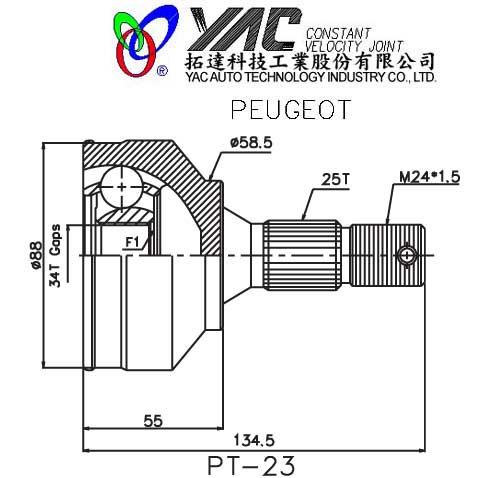 YAC CONSTANT
VELOCITY JOINT
拓達科技工業股份有限公司
® YAC AUTO TECHNOLOGY INDUSTRY CO., LTD.
PEUGEOT
ø58.5
25T
M24*1.5
ø88
34T Gaps
F1
55
134.5
PT-23